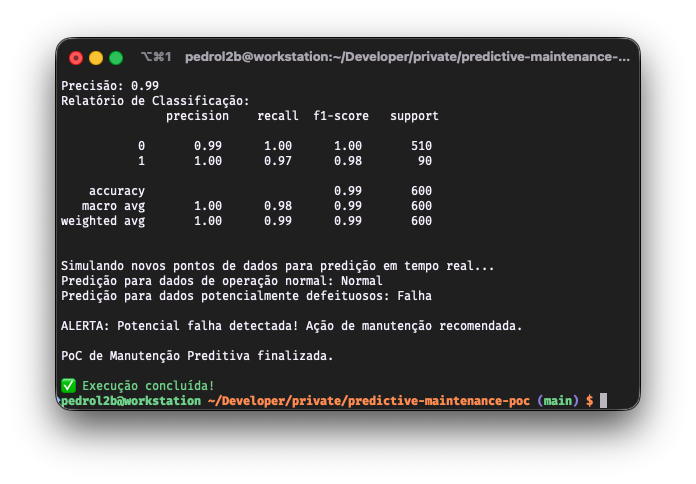 ⌥⌘1 pedrol2b@workstation:~/Developer/private/predictive-maintenance-...
Precisão: 0.99
Relatório de Classificação:
precision recall f1-score support
0 0.99 1.00 1.00 510
1 1.00 0.97 0.98 90
accuracy 0.99 600
macro avg 1.00 0.98 0.99 600
weighted avg 1.00 0.99 0.99 600
Simulando novos pontos de dados para predição em tempo real...
Predição para dados de operação normal: Normal
Predição para dados potencialmente defeituosos: Falha
ALERTA: Potencial falha detectada! Ação de manutenção recomendada.
PoC de Manutenção Preditiva finalizada.
✅ Execução concluída!
pedrol2b@workstation ~/Developer/private/predictive-maintenance-poc (main) $